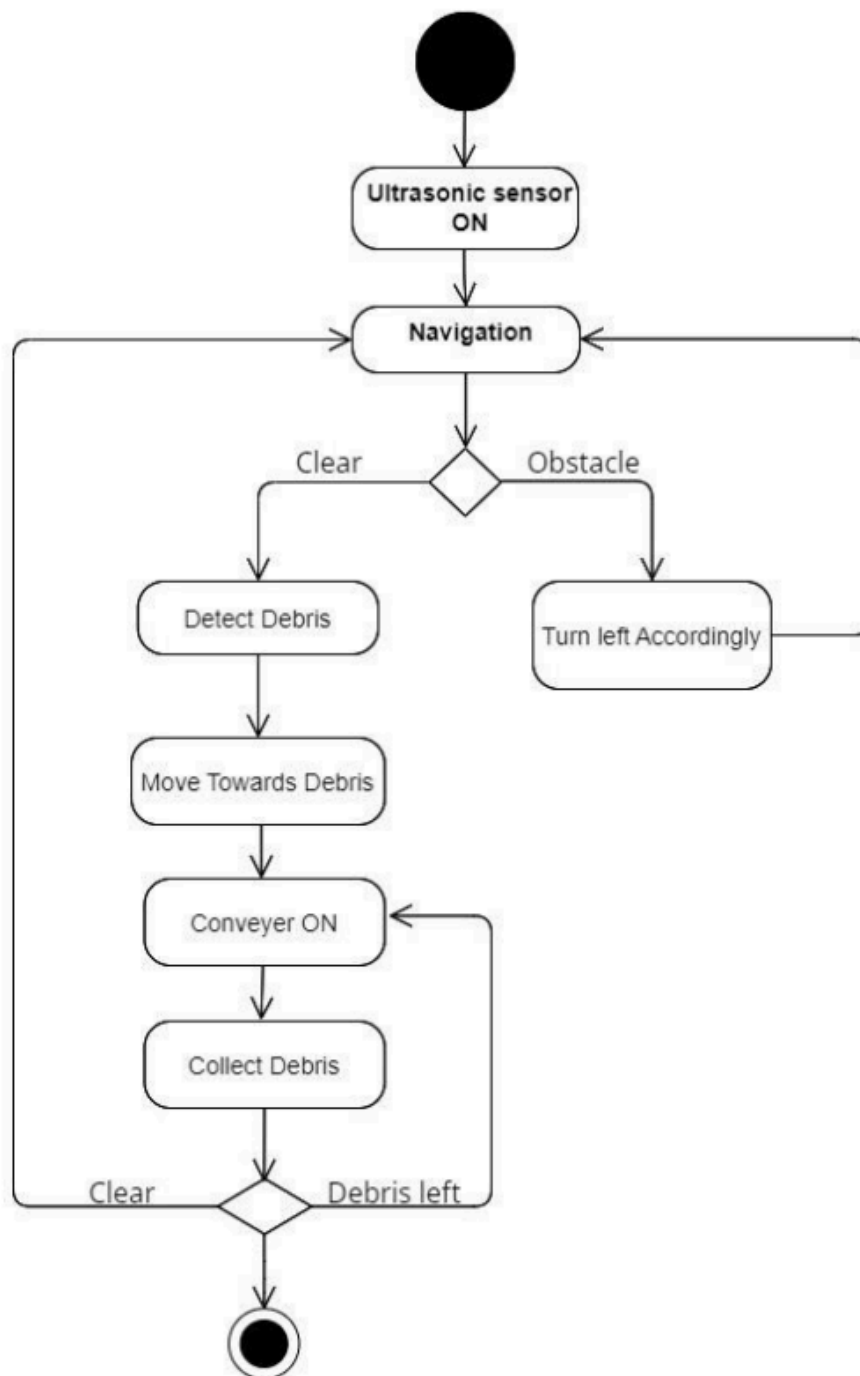 Ultrasonic sensor
ON
Navigation
Clear
Obstacle
Detect Debris
Turn left Accordingly
Move Towards Debris
Conveyer ON
Collect Debris
Clear
Debris left